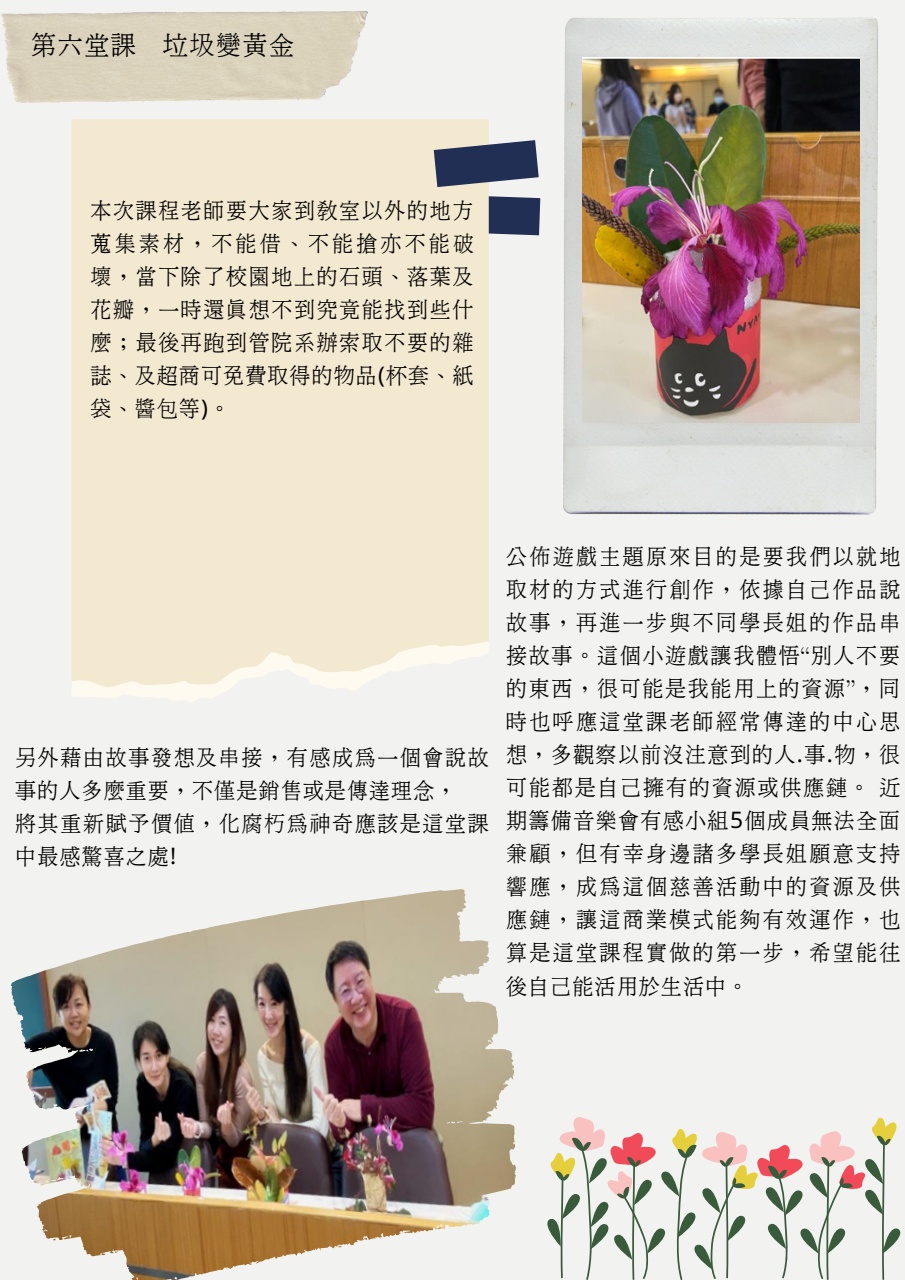 第六堂課　垃圾變黃金
本次課程老師要大家到教室以外的地方
蒐集素材，不能借、不能搶亦不能破
壞，當下除了校園地上的石頭、落葉及
花瓣，一時還眞想不到究竟能找到些什
麼；最後再跑到管院系辦索取不要的雜
誌、及超商可免費取得的物品(杯套、紙
袋、醬包等)。
公佈遊戲主題原來目的是要我們以就地
取材的方式進行創作，依據自己作品說
故事，再進一步與不同學長姐的作品串
接故事。這個小遊戲讓我體悟“別人不要
的東西，很可能是我能用上的資源”，同
時也呼應這堂課老師經常傳達的中心思
想，多觀察以前沒注意到的人.事.物，很
可能都是自己擁有的資源或供應鏈。 近
期籌備音樂會有感小組5個成員無法全面
兼顧，但有幸身邊諸多學長姐願意支持
響應，成爲這個慈善活動中的資源及供
應鏈，讓這商業模式能夠有效運作，也
算是這堂課程實做的第一步，希望能往
後自己能活用於生活中。
另外藉由故事發想及串接，有感成爲一個會說故
事的人多麼重要，不僅是銷售或是傳達理念，
將其重新賦予價值，化腐朽爲神奇應該是這堂課
中最感驚喜之處!